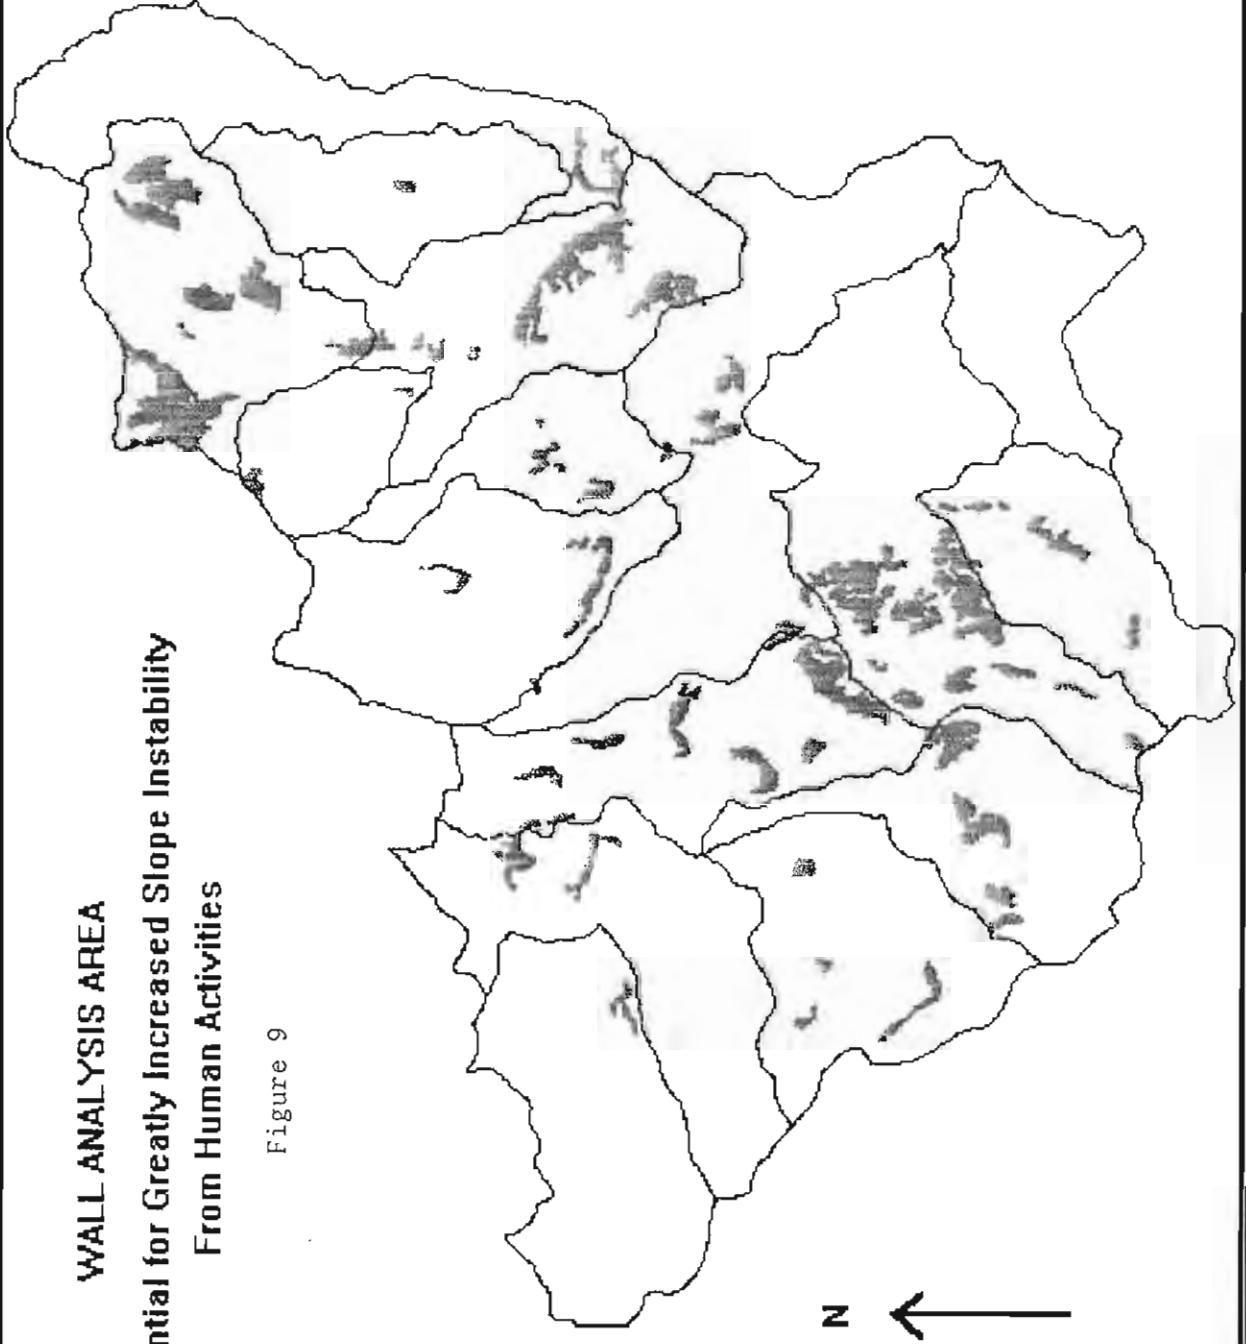 WALL ANALYSIS AREA
ntial for Greatly Increased Slope Instability
From Human Activities
Figure 9
N